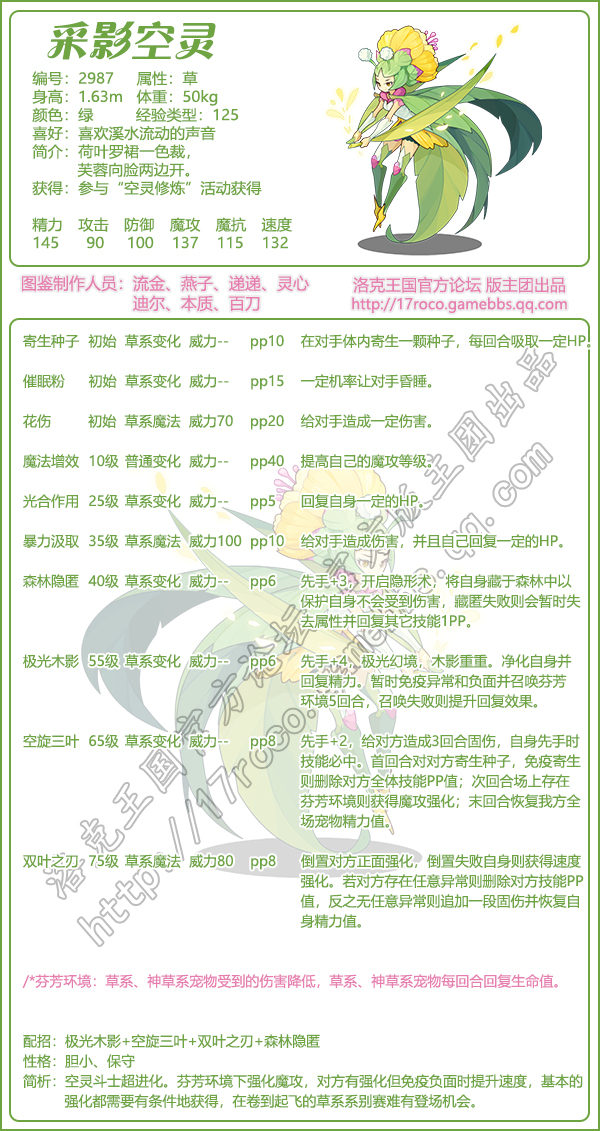 采影空灵
编号：2987 属性：草
身高：1.63m 体重：50kg
颜色：绿 经验类型：125
喜好：喜欢溪水流动的声音
简介：荷叶罗裙一色裁，
芙蓉向脸两边开。
获得：参与“空灵修炼”活动获得
精力 攻击 防御 魔攻 魔抗 速度
145 90 100 137 115 132
图鉴制作人员：流金、燕子、递递、灵心
迪尔、本质、百刀
洛克王国官方论坛 版主团出品
http://17roco.gamebbs.qq.com
寄生种子 初始 草系变化 威力-- pp10 在对手体内寄生一颗种子，每回合吸取一定HP。
催眠粉 初始 草系变化 威力-- pp15 一定机率让对手昏睡。
花伤 初始 草系魔法 威力70 pp20 给对手造成一定伤害。
魔法增效 10级 普通变化 威力-- pp40 提高自己的魔攻等级。
光合作用 25级 草系变化 威力-- pp5 回复自身一定的HP。
暴力汲取 35级 草系魔法 威力100 pp10 给对手造成伤害，并且自己回复一定的HP。
森林隐匿 40级 草系变化 威力-- pp6 先手+3，开启隐形术，将自身藏于森林中以
保护自身不会受到伤害，藏匿失败则会暂时失
去属性并回复其它技能1PP。
极光木影 55级 草系变化 威力-- pp6 先手+4，极光幻境，木影重重。净化自身并
回复精力。暂时免疫异常和负面并召唤芬芳
环境5回合，召唤失败则提升回复效果。
空旋三叶 65级 草系变化 威力-- pp8 先手+2，给对方造成3回合固伤，自身先手时
技能必中。首回合对对方寄生种子，免疫寄生
则删除对方全体技能PP值；次回合场上存在
芬芳环境则获得魔攻强化；末回合恢复我方全
场宠物精力值。
双叶之刃 75级 草系魔法 威力80 pp8 倒置对方正面强化，倒置失败自身则获得速度
强化。若对方存在任意异常则删除对方技能PP
值，反之无任意异常则追加一段固伤并恢复自
身精力值。
/*芬芳环境：草系、神草系宠物受到的伤害降低，草系、神草系宠物每回合回复生命值。
配招：极光木影+空旋三叶+双叶之刃+森林隐匿
性格：胆小、保守
简析：空灵斗士超进化。芬芳环境下强化魔攻，对方有强化但免疫负面时提升速度，基本的
强化都需要有条件地获得，在卷到起飞的草系系别赛难有登场机会。
洛克王国官方论坛版主团出品
http://17roco.gamebbs.qq.com